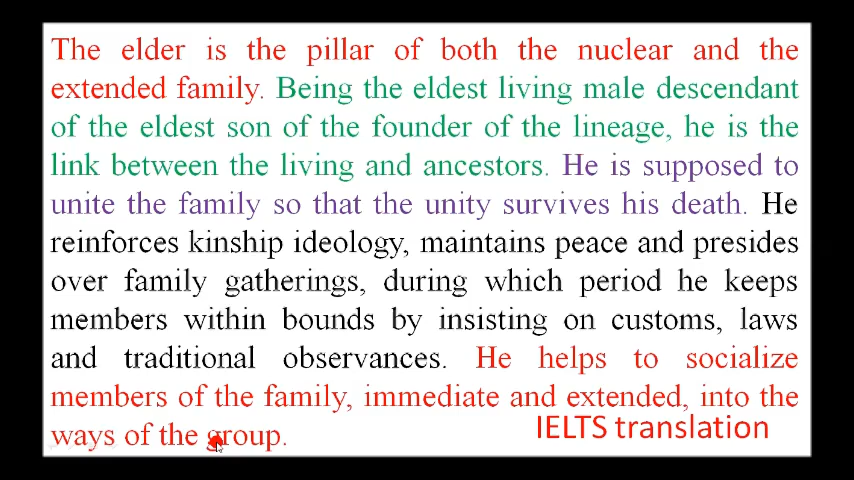 The elder is the pillar of both the nuclear and the
extended family. Being the eldest living male descendant
of the eldest son of the founder of the lineage, he is the
link between the living and ancestors. He is supposed to
unite the family so that the unity survives his death. He
reinforces kinship ideology, maintains peace and presides
over family gatherings, during which period he keeps
members within bounds by insisting on customs, laws
and traditional observances. He helps to socialize
members of the family, immediate and extended, into the
ways of the group.
IELTS translation